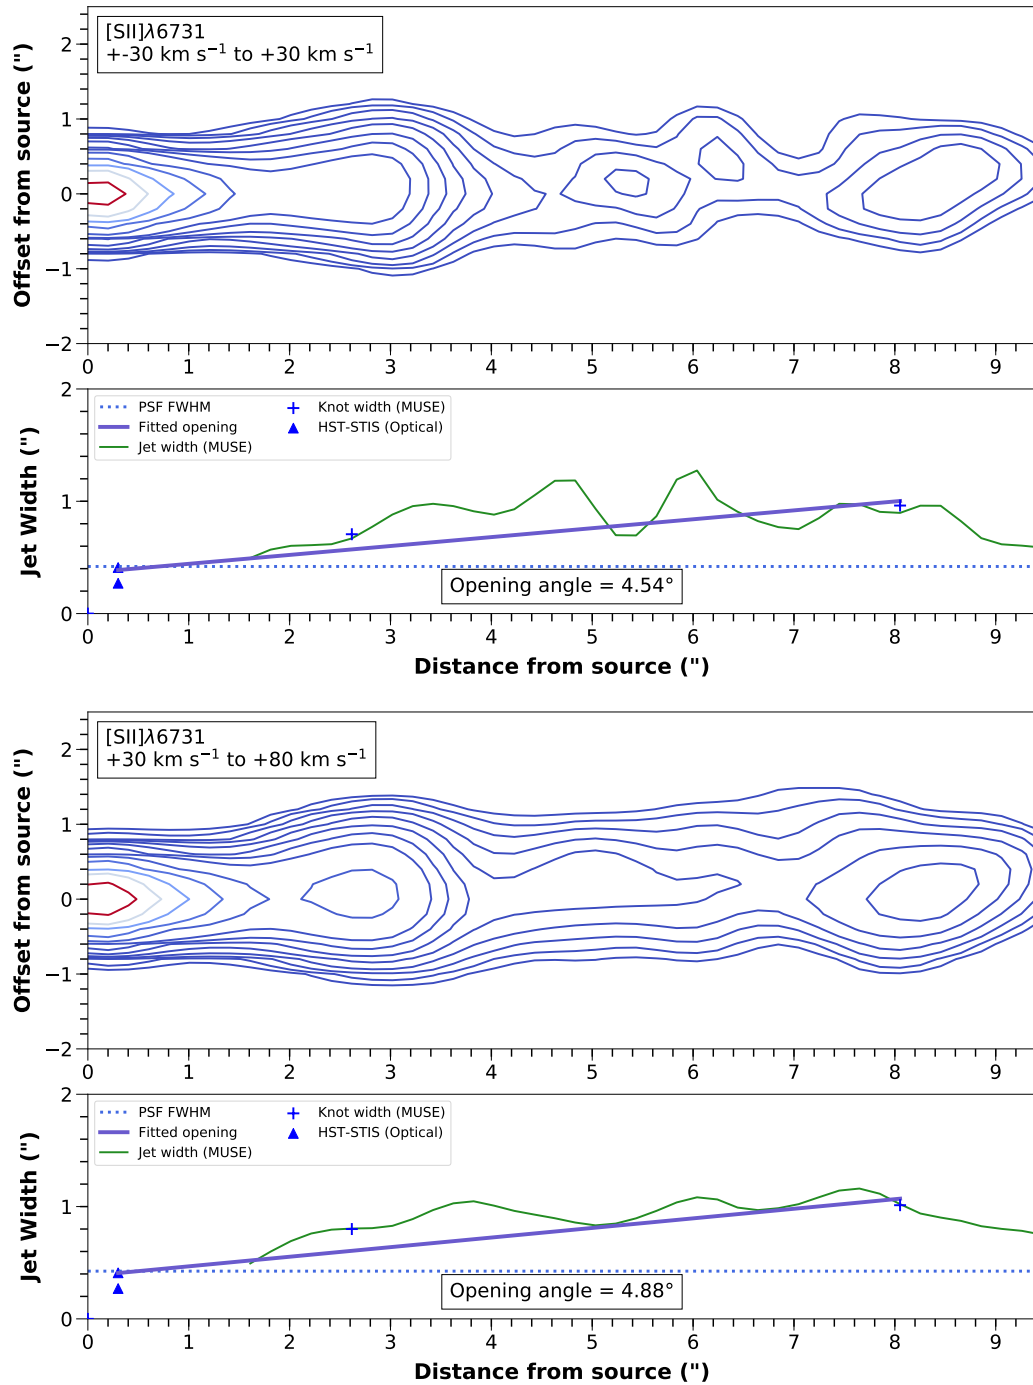 [SII]λ6731
+-30 km s⁻¹ to +30 km s⁻¹
Offset from source (")
2
1
0
−1
−2
0 1 2 3 4 5 6 7 8 9
Jet Width (")
2
1
0
PSF FWHM
Fitted opening
Jet width (MUSE)
Knot width (MUSE)
HST-STIS (Optical)
Opening angle = 4.54°
0 1 2 3 4 5 6 7 8 9
Distance from source (")
[SII]λ6731
+30 km s⁻¹ to +80 km s⁻¹
Offset from source (")
2
1
0
−1
−2
0 1 2 3 4 5 6 7 8 9
Jet Width (")
2
1
0
PSF FWHM
Fitted opening
Jet width (MUSE)
Knot width (MUSE)
HST-STIS (Optical)
Opening angle = 4.88°
0 1 2 3 4 5 6 7 8 9
Distance from source (")